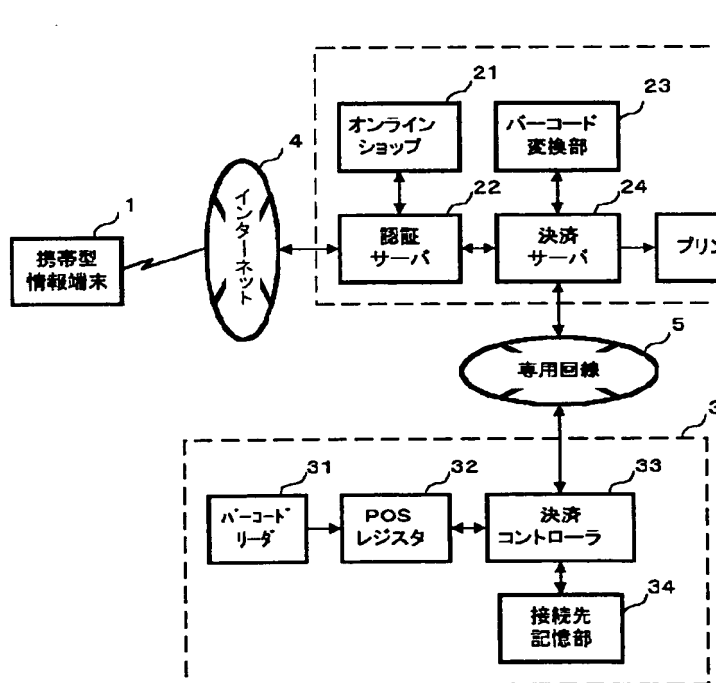 21
オンライン
ショップ
23
バーコード
変換部
4
インターネット
1
携帯型
情報端末
22
認証
サーバ
24
決済
サーバ
プリン
5
専用回線
3
31
バーコード
リーダ
32
POS
レジスタ
33
決済
コントローラ
34
接続先
記憶部